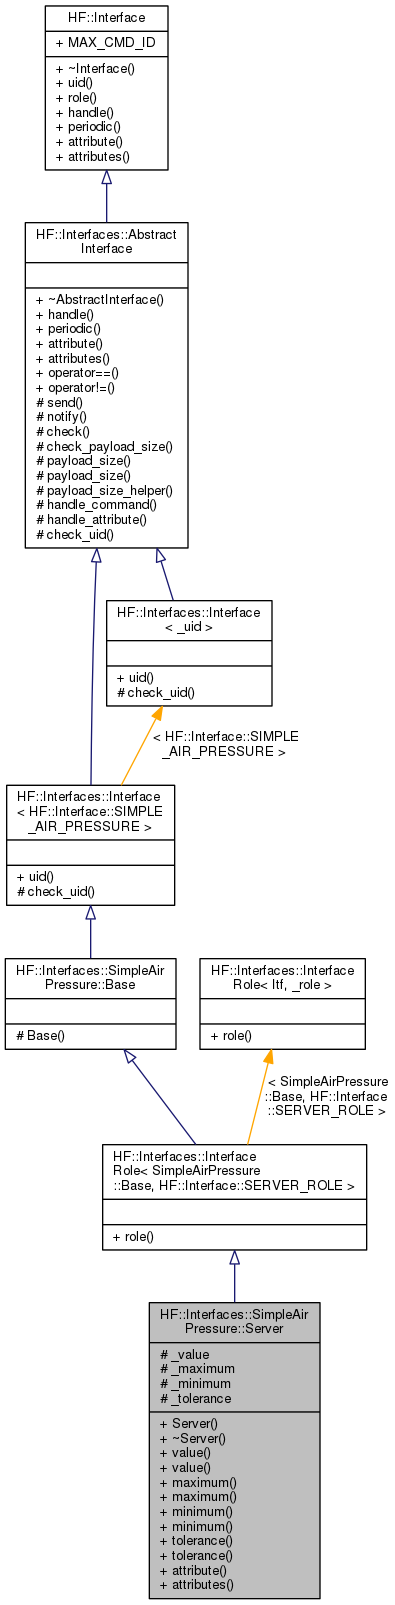 HF::Interface
+ MAX_CMD_ID
+ ~Interface()
+ uid()
+ role()
+ handle()
+ periodic()
+ attribute()
+ attributes()
HF::Interfaces::Abstract
Interface
+ ~AbstractInterface()
+ handle()
+ periodic()
+ attribute()
+ attributes()
+ operator==()
+ operator!=()
# send()
# notify()
# check()
# check_payload_size()
# payload_size()
# payload_size()
# payload_size_helper()
# handle_command()
# handle_attribute()
# check_uid()
HF::Interfaces::Interface
< _uid >
+ uid()
# check_uid()
< HF::Interface::SIMPLE
_AIR_PRESSURE >
HF::Interfaces::Interface
< HF::Interface::SIMPLE
_AIR_PRESSURE >
+ uid()
# check_uid()
HF::Interfaces::SimpleAir
Pressure::Base
# Base()
HF::Interfaces::Interface
Role< Itf, _role >
+ role()
< SimpleAirPressure
::Base, HF::Interface
::SERVER_ROLE >
HF::Interfaces::Interface
Role< SimpleAirPressure
::Base, HF::Interface::SERVER_ROLE >
+ role()
HF::Interfaces::SimpleAir
Pressure::Server
# _value
# _maximum
# _minimum
# _tolerance
+ Server()
+ ~Server()
+ value()
+ value()
+ maximum()
+ maximum()
+ minimum()
+ minimum()
+ tolerance()
+ tolerance()
+ attribute()
+ attributes()